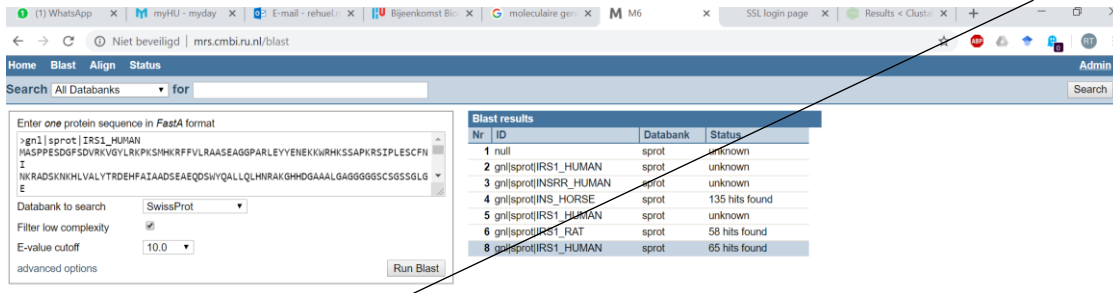 (1) WhatsApp
myHU - myday
E-mail - rehuel.r
Bijeenkomst Bio
moleculaire gen
M6
SSL login page
Results < Clustal
Niet beveiligd | mrs.cmbi.ru.nl/blast
ABP
0
RT
Home Blast Align Status Admin
Search All Databanks for Search
Enter one protein sequence in FastA format
>gnl|sprot|IRS1_HUMAN
MASPPESDGFSDVRKVGYLRKPKSMHKRFFVLRAASEAGGPARLEYYENEKKWRHKSSAPKRSIPLESCFN
I
NKRADSKNKHLVALYTRDEHFAIAADSEAEQDSWYQALLQLHNRAKGHHDGAAALGAGGGGGSCSGSSGLG
E
Databank to search SwissProt
Filter low complexity
E-value cutoff 10.0
advanced options Run Blast
Blast results
Nr ID Databank Status
1 null sprot unknown
2 gnl|sprot|IRS1_HUMAN sprot unknown
3 gnl|sprot|INSRR_HUMAN sprot unknown
4 gnl|sprot|INS_HORSE sprot 135 hits found
5 gnl|sprot|IRS1_HUMAN sprot unknown
6 gnl|sprot|IRS1_RAT sprot 58 hits found
8 gnl|sprot|IRS1_HUMAN sprot 65 hits found